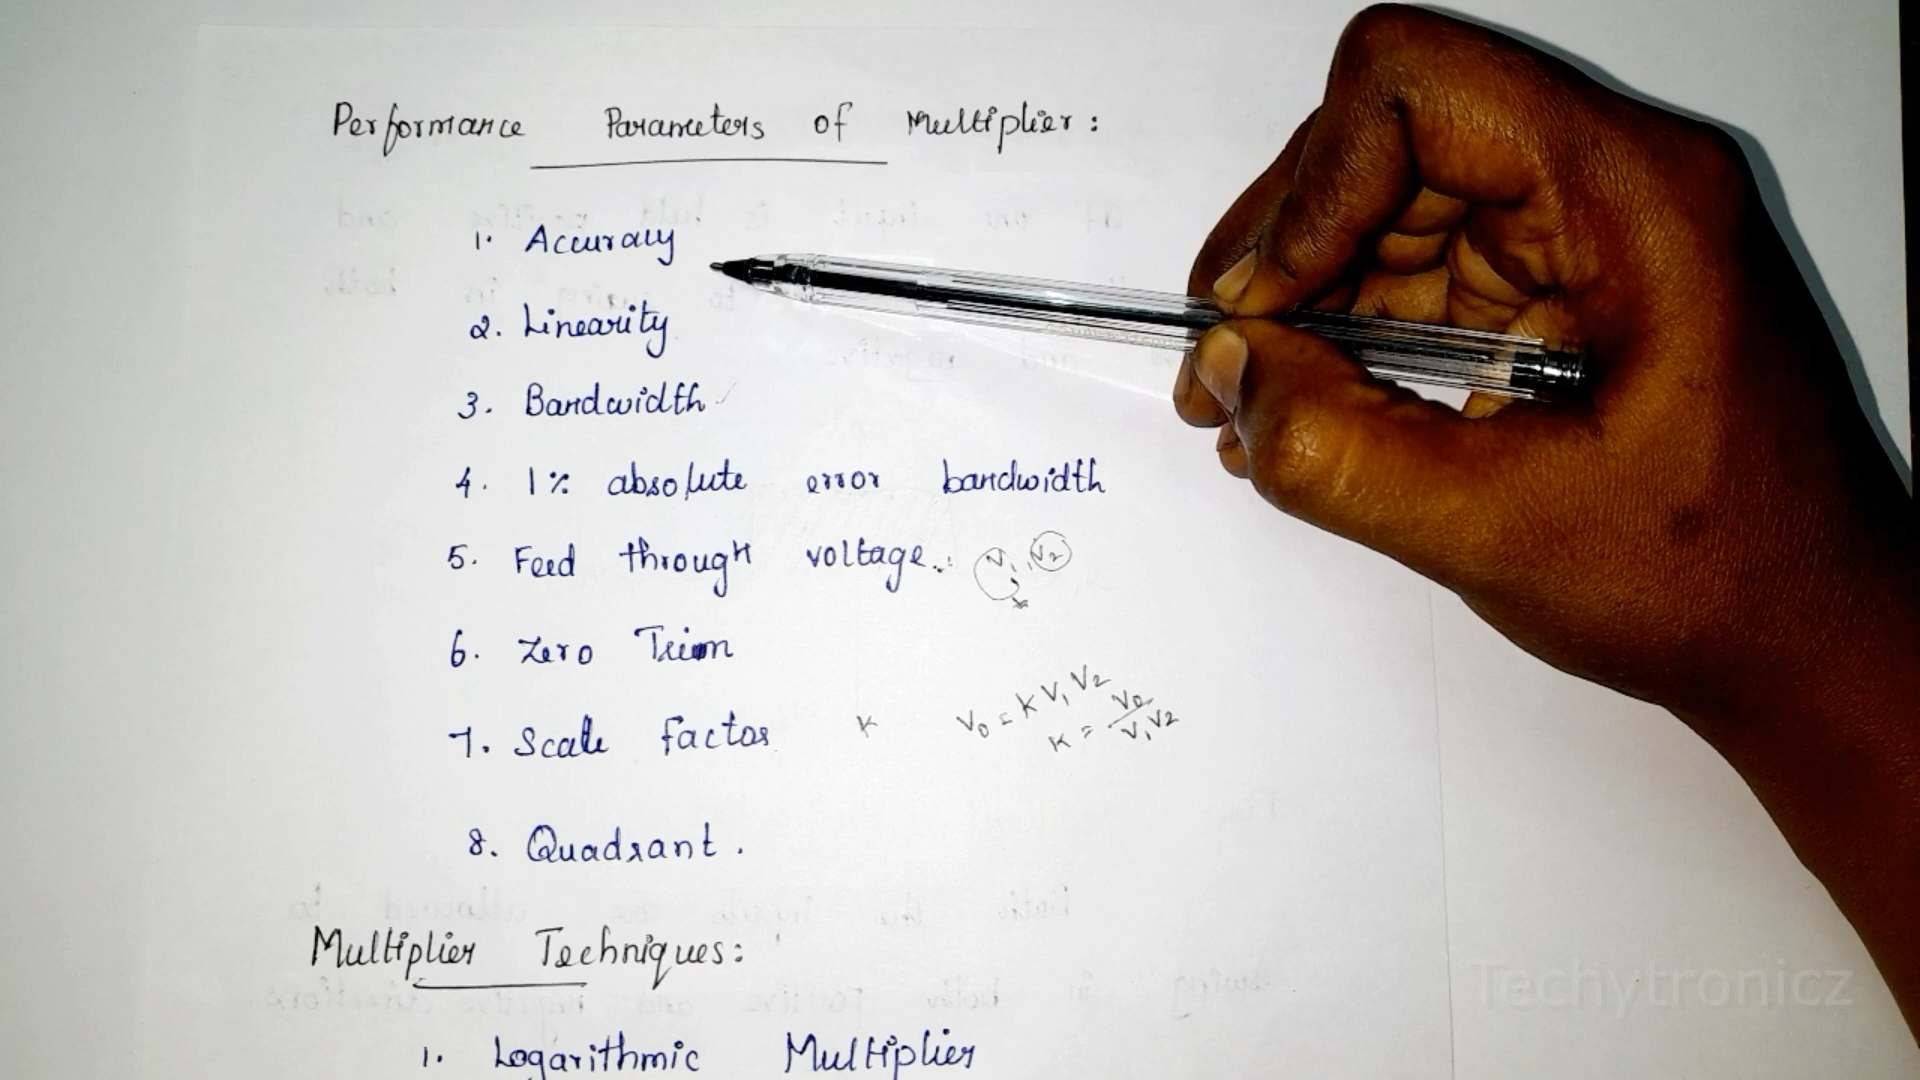 Performance Parameters of Multiplier:
1. Accuracy
2. Linearity
3. Bandwidth
4. 1% absolute error bandwidth
5. Feed through voltage.: V1, V2
6. Zero Trim
7. Scale factor K V0 = K V1 V2
K = V0 / V1V2
8. Quadrant.
Multiplier Techniques:
Techytronicz
1. Logarithmic Multiplier